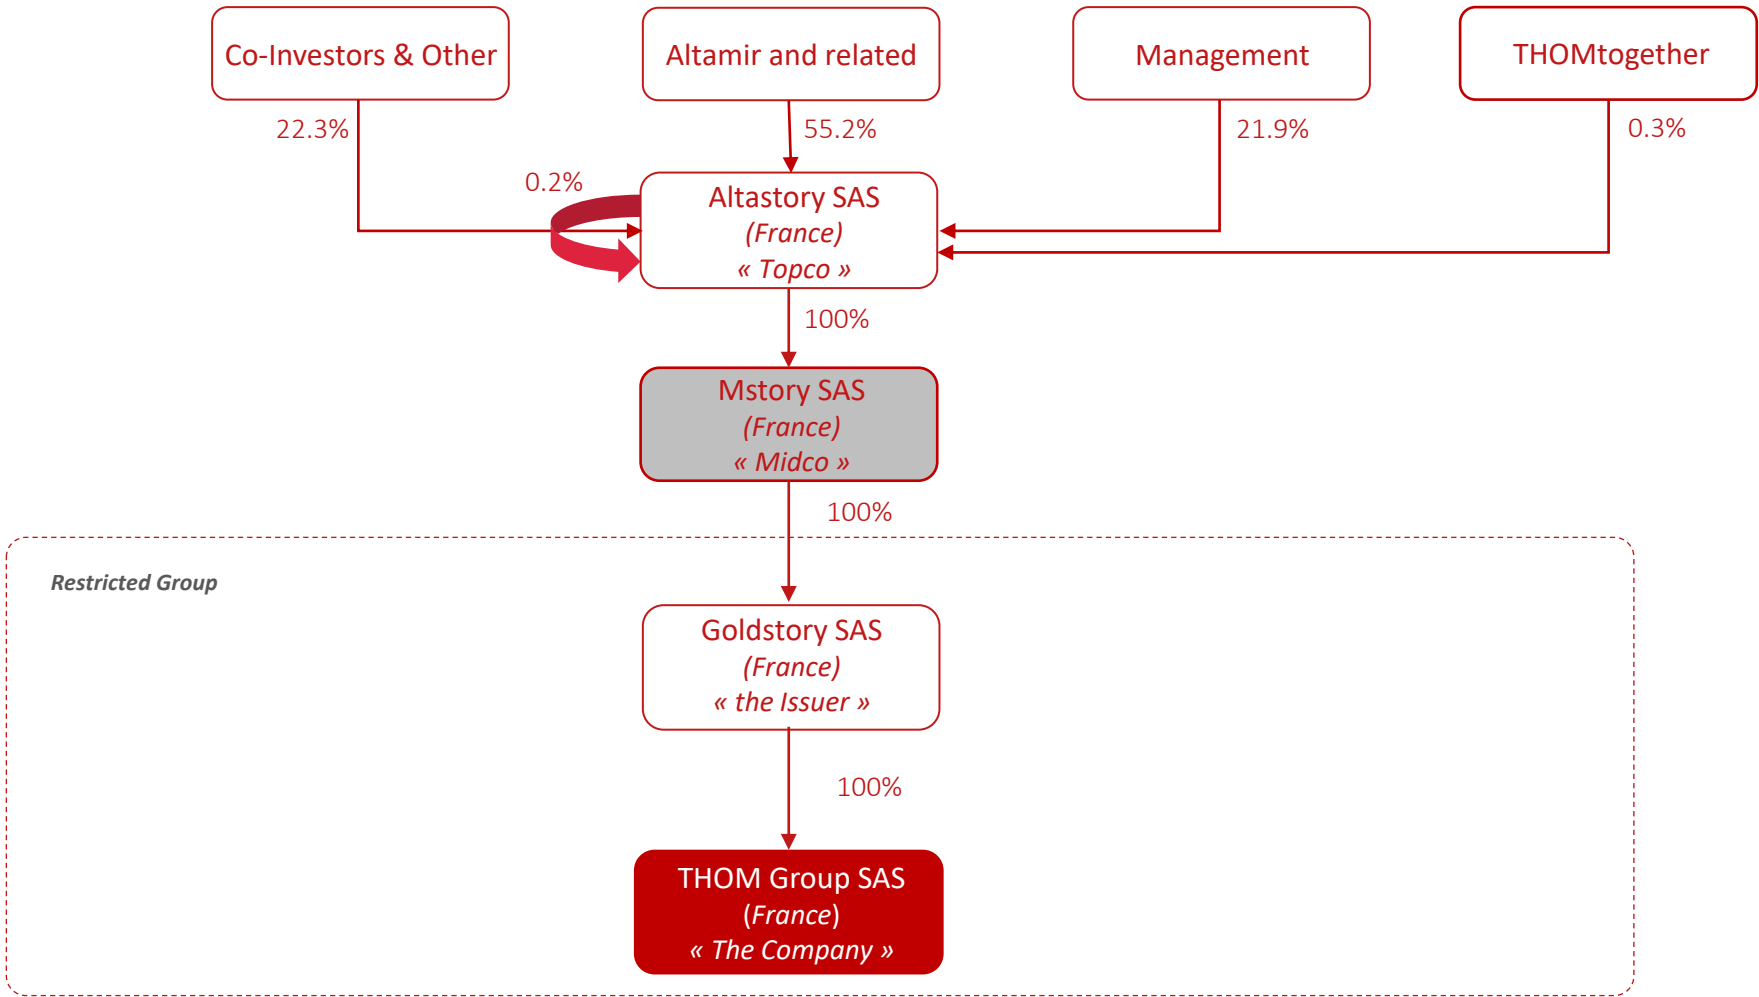 Co-Investors & Other
Altamir and related
Management
THOMtogether
22.3%
55.2%
21.9%
0.3%
0.2%
Altastory SAS
(France)
« Topco »
100%
Mstory SAS
(France)
« Midco »
100%
Restricted Group
Goldstory SAS
(France)
« the Issuer »
100%
THOM Group SAS
(France)
« The Company »